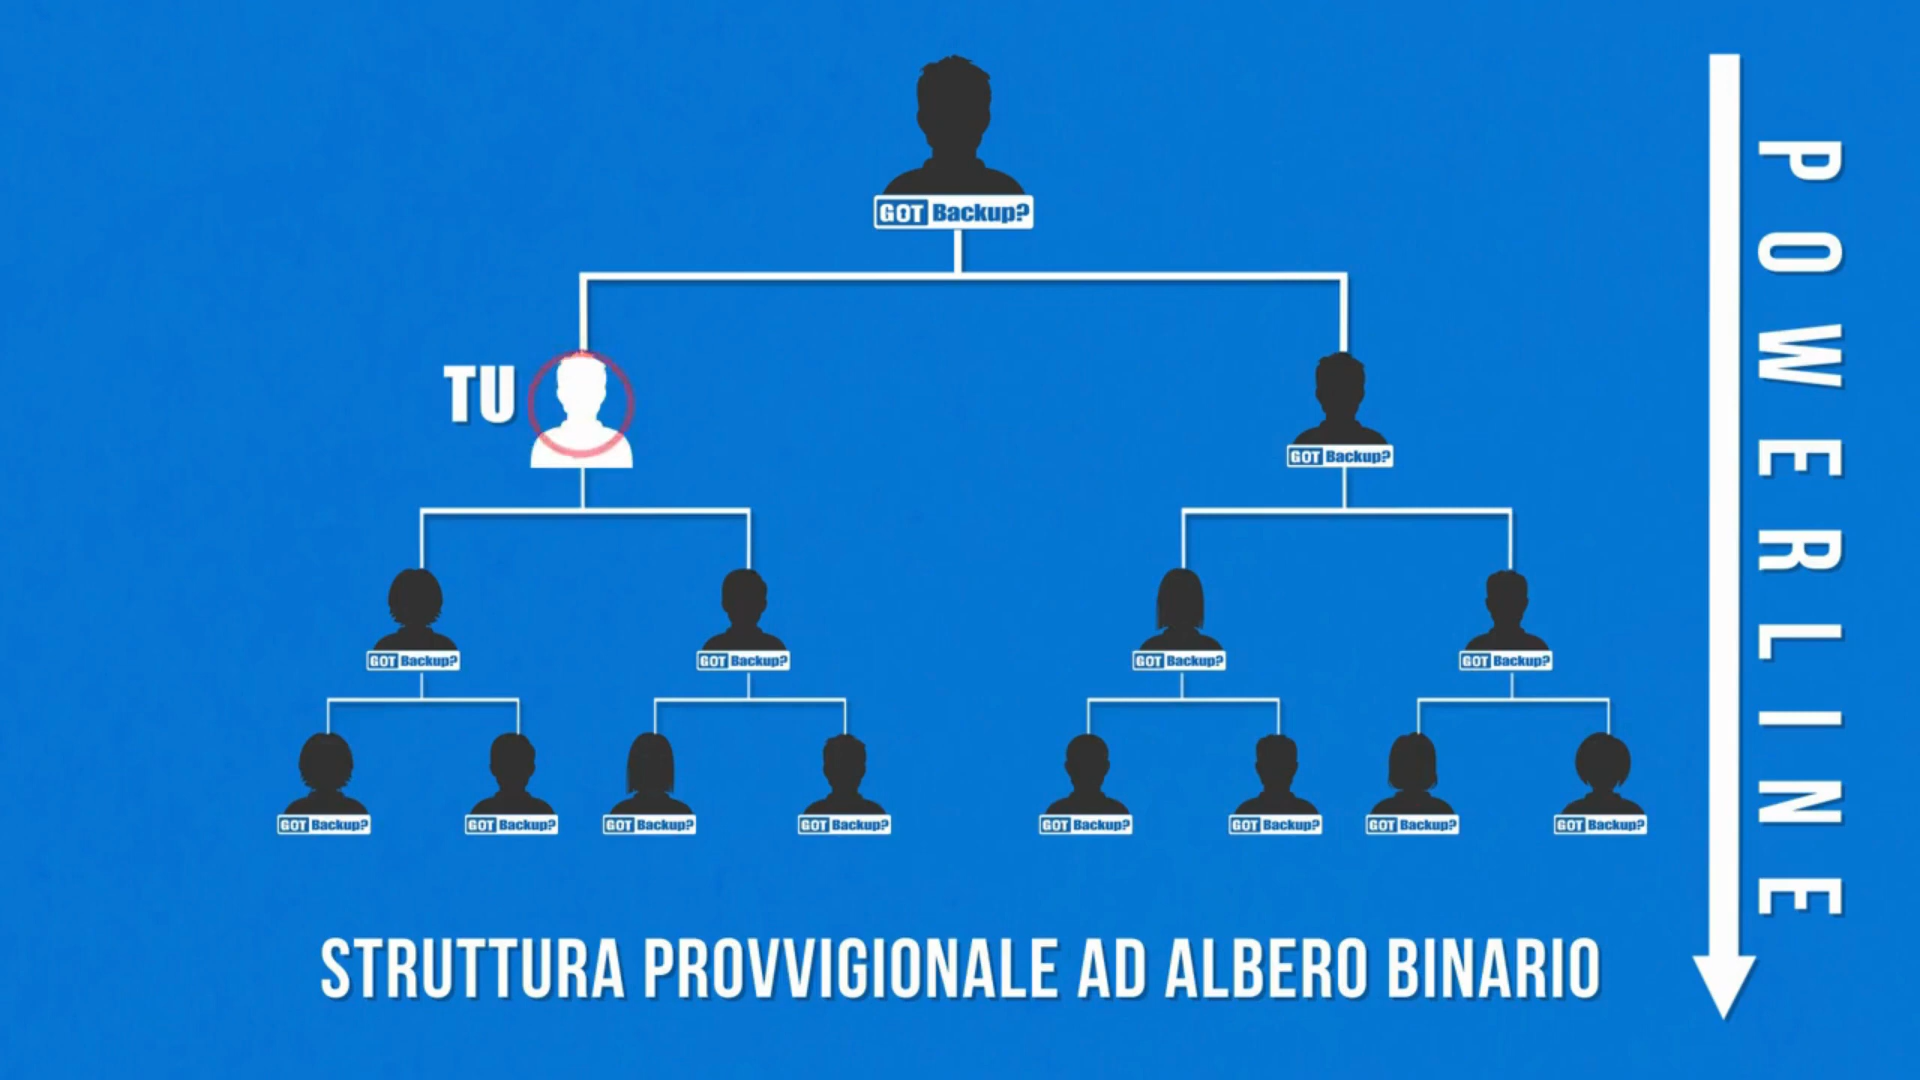 GOT Backup?
TU
GOT Backup?
GOT Backup? GOT Backup? GOT Backup? GOT Backup?
GOT Backup? GOT Backup? GOT Backup? GOT Backup? GOT Backup? GOT Backup? GOT Backup? GOT Backup?
STRUTTURA PROVVIGIONALE AD ALBERO BINARIO
POWERLINE